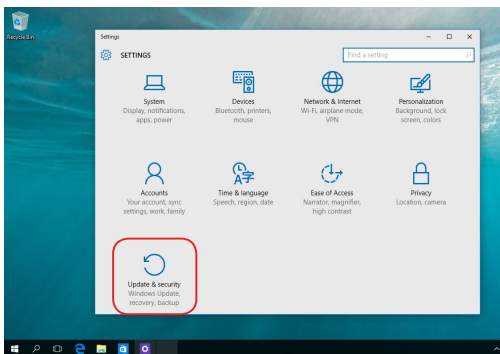 Recycle Bin
Settings
SETTINGS
Find a setting
System
Display, notifications,
apps, power
Devices
Bluetooth, printers,
mouse
Network & Internet
Wi-Fi, airplane mode,
VPN
Personalization
Background, lock
screen, colors
Accounts
Your account, sync
settings, work, family
Time & language
Speech, region, date
Ease of Access
Narrator, magnifier,
high contrast
Privacy
Location, camera
Update & security
Windows Update,
recovery, backup